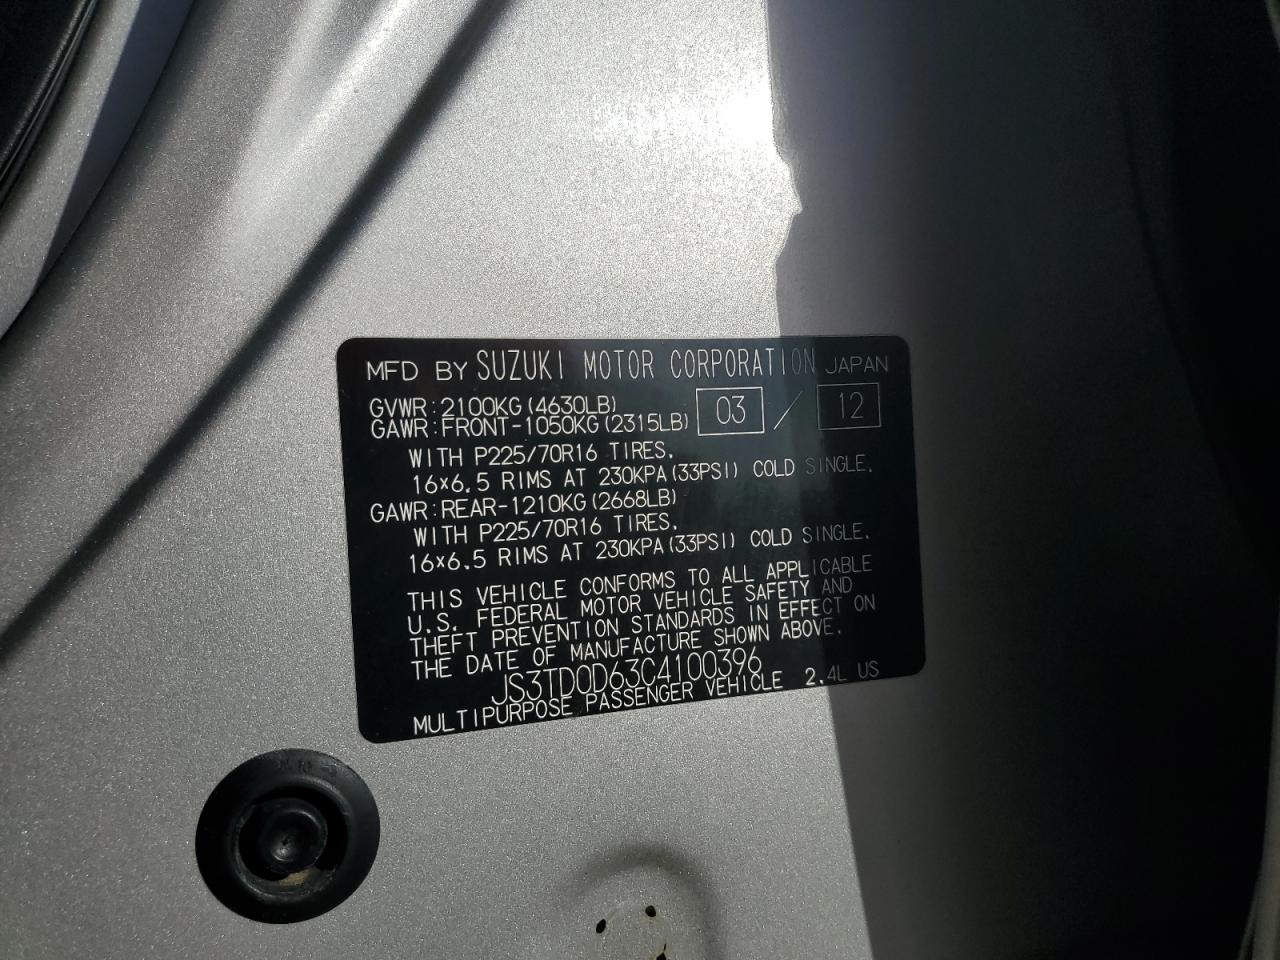 MFD BY SUZUKI MOTOR CORPORATION JAPAN
GVWR:2100KG(4630LB)
GAWR:FRONT-1050KG(2315LB) 03 / 12
WITH P225/70R16 TIRES.
16×6.5 RIMS AT 230KPA(33PSI) COLD SINGLE.
GAWR:REAR-1210KG(2668LB)
WITH P225/70R16 TIRES.
16×6.5 RIMS AT 230KPA(33PSI) COLD SINGLE.
THIS VEHICLE CONFORMS TO ALL APPLICABLE
U.S. FEDERAL MOTOR VEHICLE SAFETY AND
THEFT PREVENTION STANDARDS IN EFFECT ON
THE DATE OF MANUFACTURE SHOWN ABOVE.
JS3TD0D63C4100396
MULTIPURPOSE PASSENGER VEHICLE 2.4L US